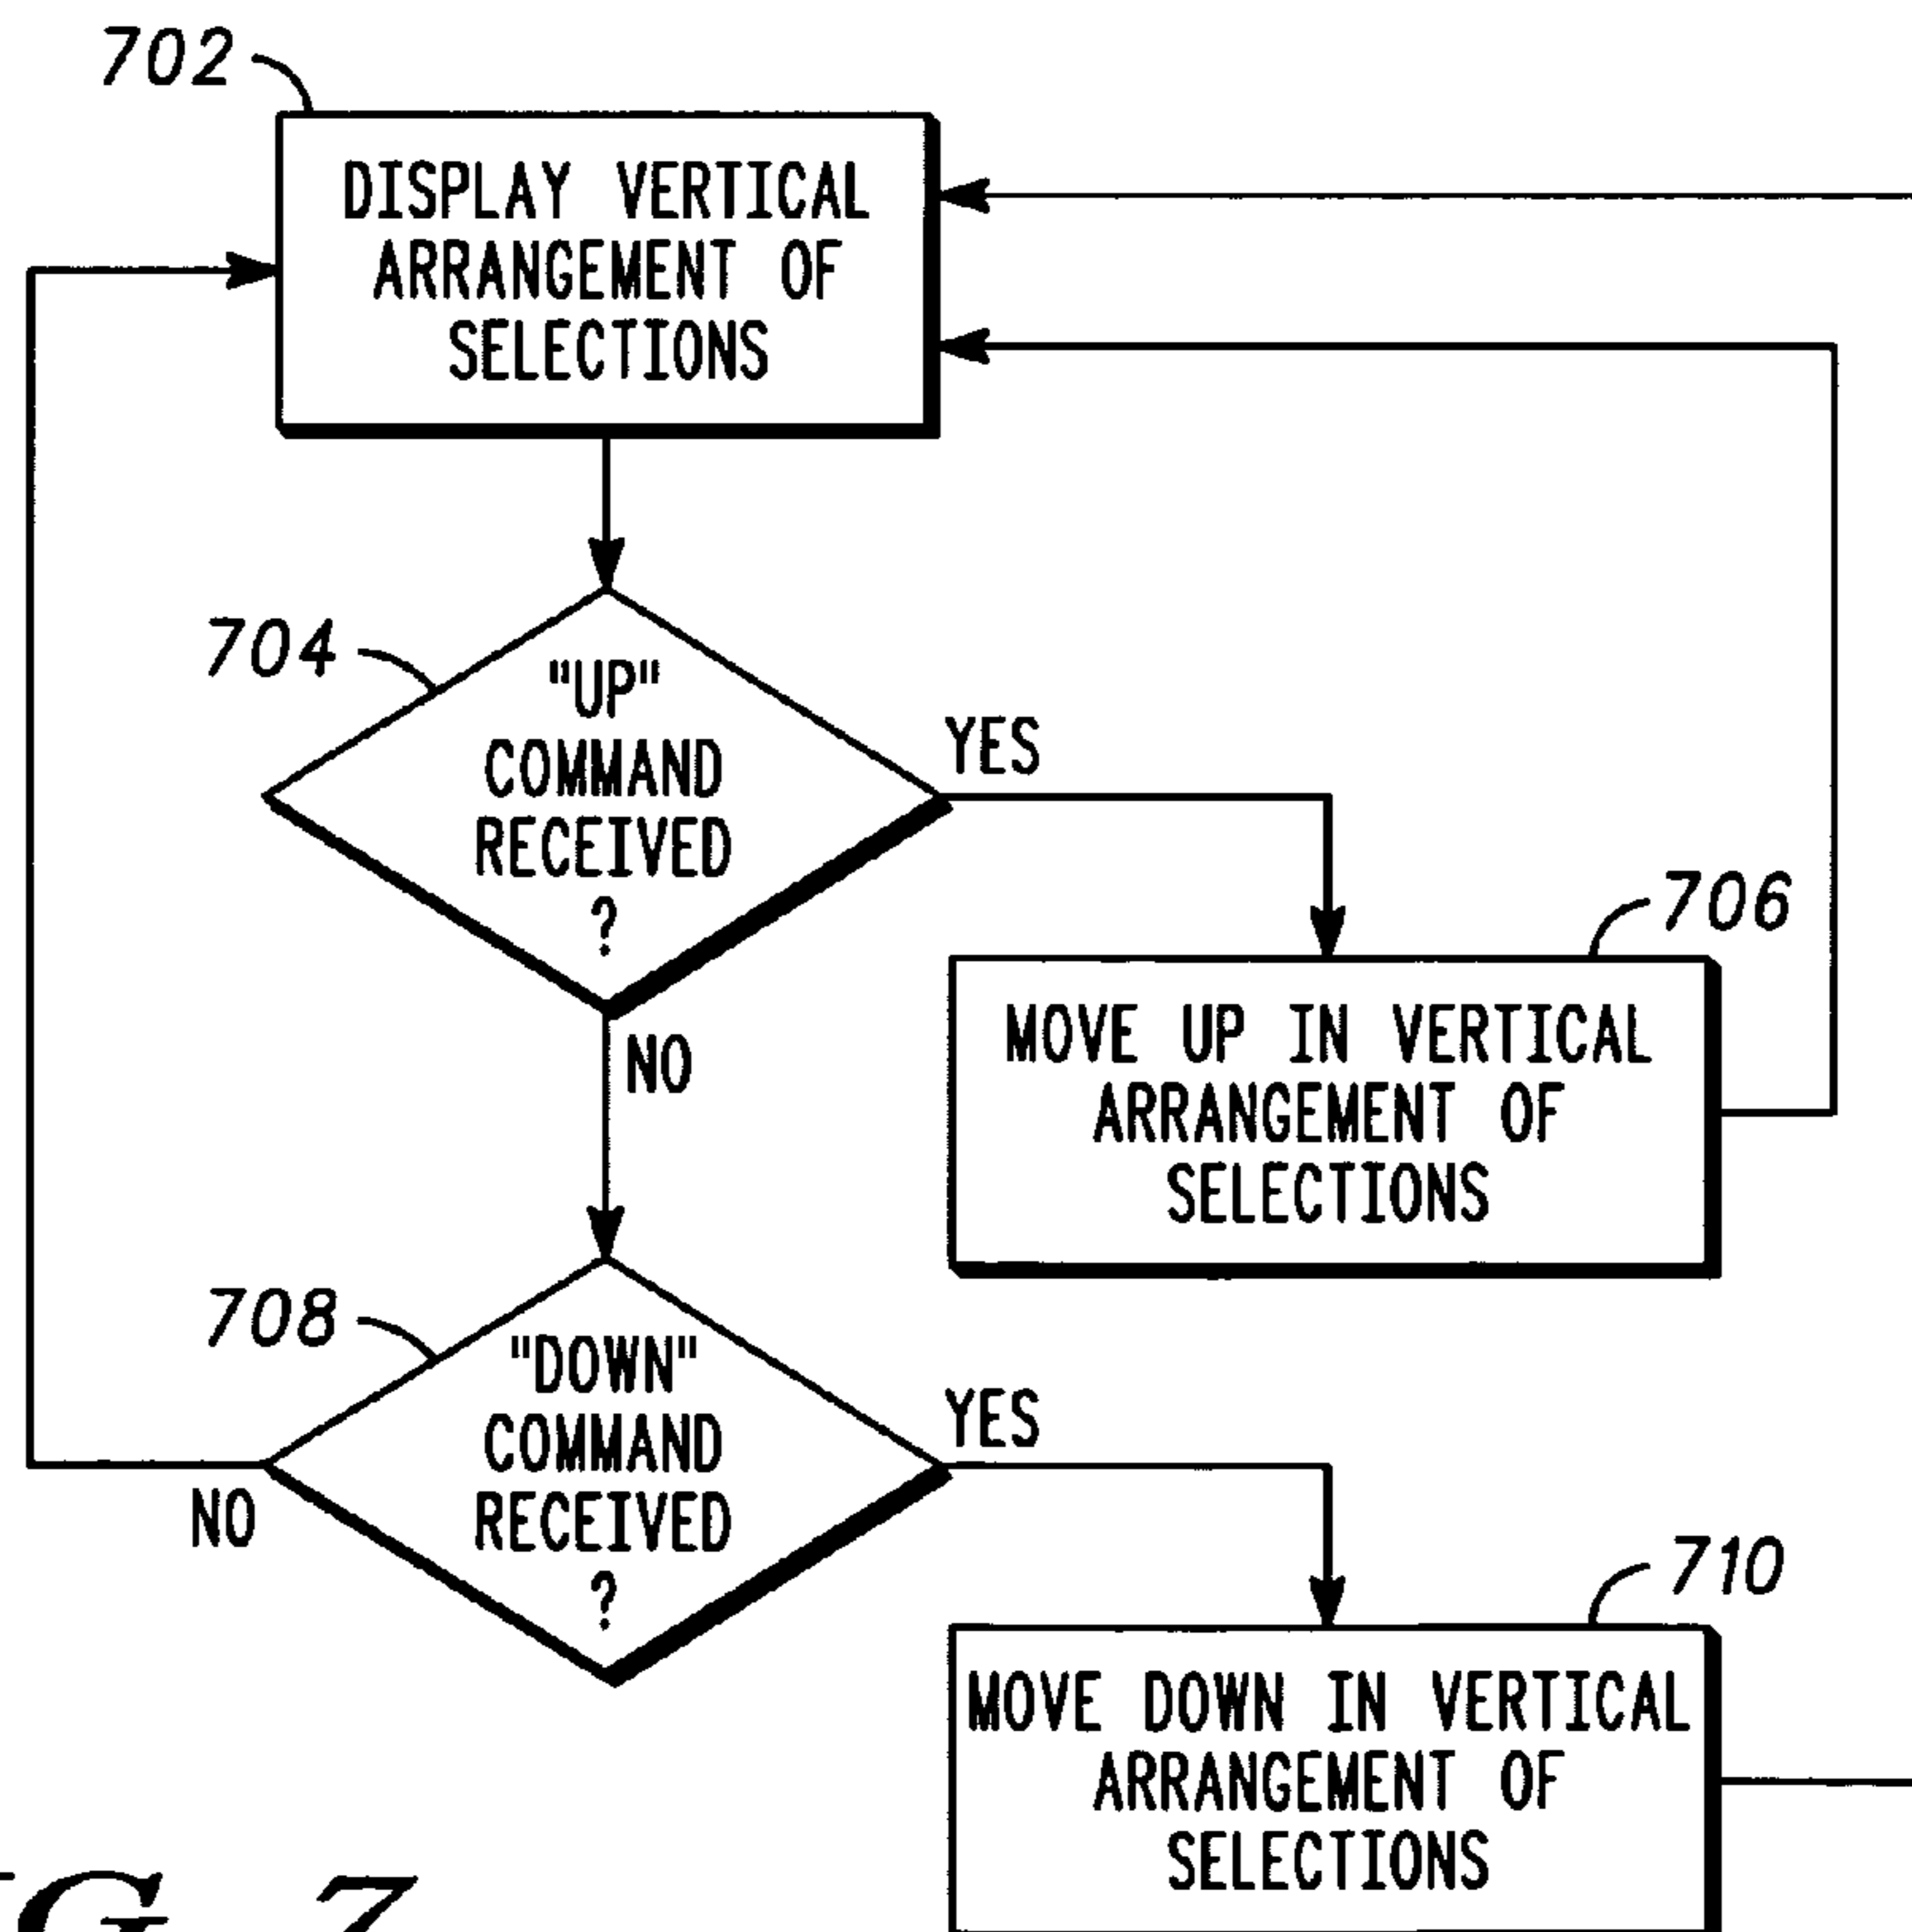 702
DISPLAY VERTICAL
ARRANGEMENT OF
SELECTIONS
704
"UP"
COMMAND
RECEIVED
?
YES
NO
706
MOVE UP IN VERTICAL
ARRANGEMENT OF
SELECTIONS
708
"DOWN"
COMMAND
RECEIVED
?
YES
NO
710
MOVE DOWN IN VERTICAL
ARRANGEMENT OF
SELECTIONS
G. 7